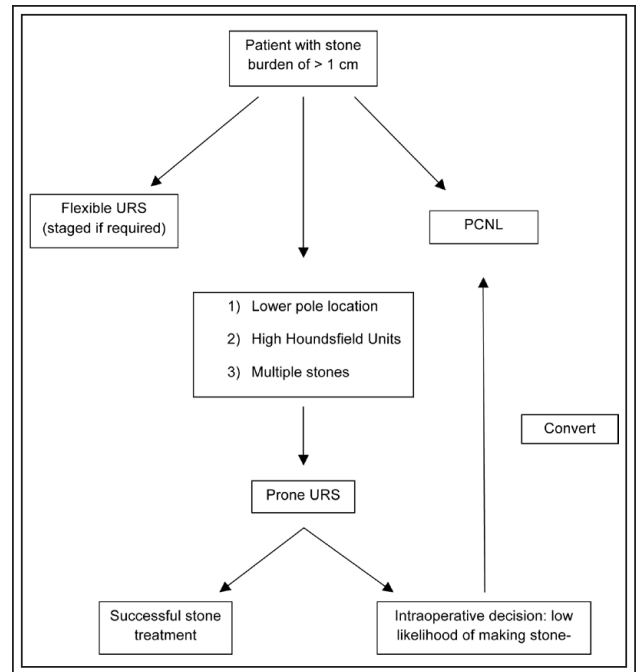 Patient with stone
burden of > 1 cm
Flexible URS
(staged if required)
PCNL
1) Lower pole location
2) High Houndsfield Units
3) Multiple stones
Convert
Prone URS
Successful stone
treatment
Intraoperative decision: low
likelihood of making stone-